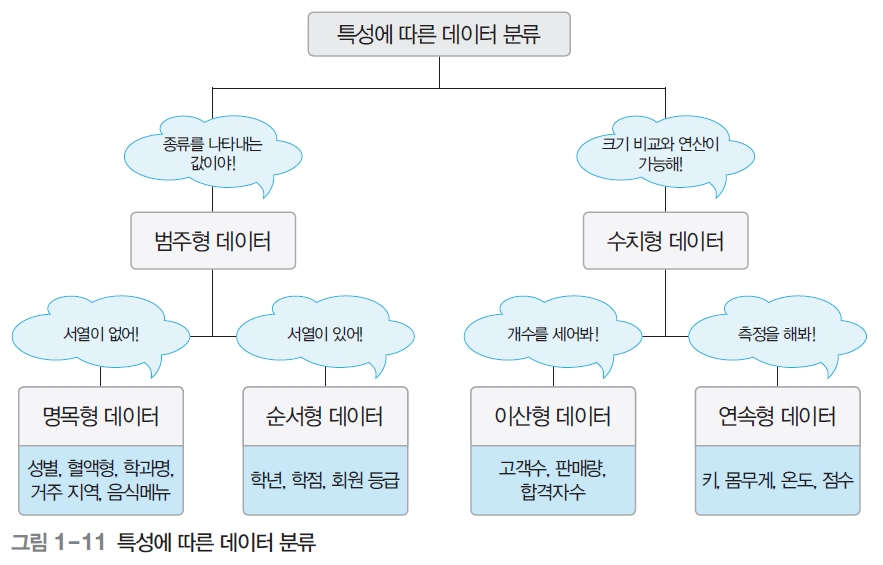 특성에 따른 데이터 분류
종류를 나타내는
값이야!
크기 비교와 연산이
가능해!
범주형 데이터
수치형 데이터
서열이 없어!
서열이 있어!
개수를 세어봐!
측정을 해봐!
명목형 데이터
순서형 데이터
이산형 데이터
연속형 데이터
성별, 혈액형, 학과명,
거주 지역, 음식메뉴
학년, 학점, 회원 등급
고객수, 판매량,
합격자수
키, 몸무게, 온도, 점수
그림 1-11 특성에 따른 데이터 분류